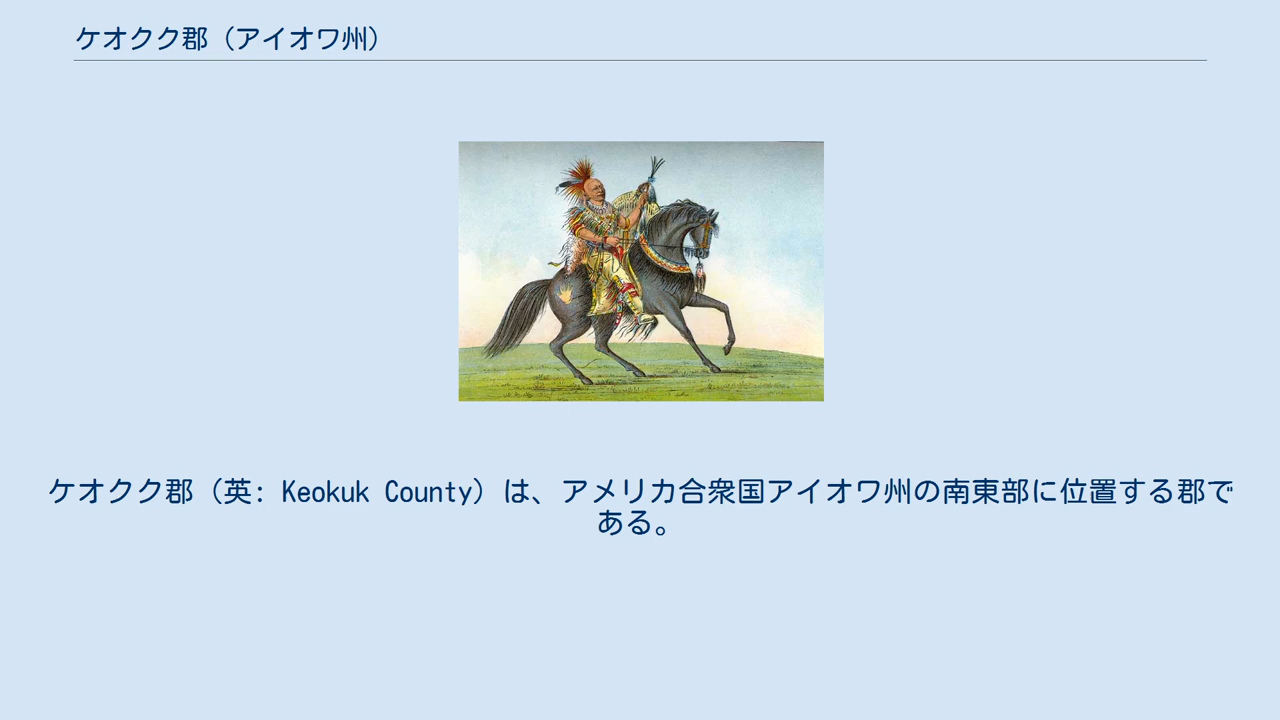 ケオクク郡（アイオワ州）
ケオクク郡（英: Keokuk County）は、アメリカ合衆国アイオワ州の南東部に位置する郡で
ある。